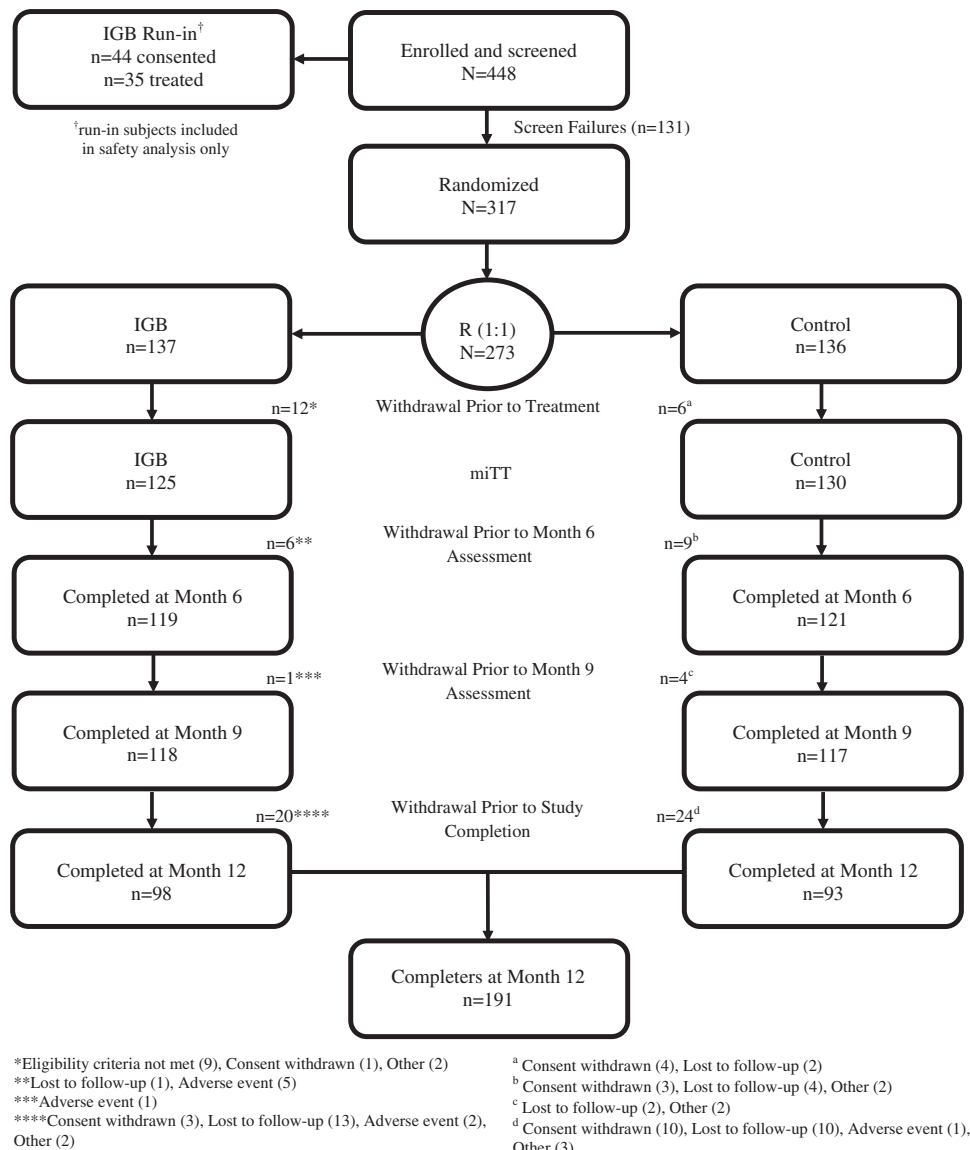 IGB Run-in†
n=44 consented
n=35 treated
Enrolled and screened
N=448
†run-in subjects included
in safety analysis only
Screen Failures (n=131)
Randomized
N=317
IGB
n=137
R (1:1)
N=273
Control
n=136
n=12*
Withdrawal Prior to Treatment
n=6a
IGB
n=125
miTT
Control
n=130
n=6**
Withdrawal Prior to Month 6
Assessment
n=9b
Completed at Month 6
n=119
Completed at Month 6
n=121
n=1***
Withdrawal Prior to Month 9
Assessment
n=4c
Completed at Month 9
n=118
Completed at Month 9
n=117
n=20****
Withdrawal Prior to Study
Completion
n=24d
Completed at Month 12
n=98
Completed at Month 12
n=93
Completers at Month 12
n=191
*Eligibility criteria not met (9), Consent withdrawn (1), Other (2)
**Lost to follow-up (1), Adverse event (5)
***Adverse event (1)
****Consent withdrawn (3), Lost to follow-up (13), Adverse event (2),
Other (2)
a Consent withdrawn (4), Lost to follow-up (2)
b Consent withdrawn (3), Lost to follow-up (4), Other (2)
c Lost to follow-up (2), Other (2)
d Consent withdrawn (10), Lost to follow-up (10), Adverse event (1),
Other (3)